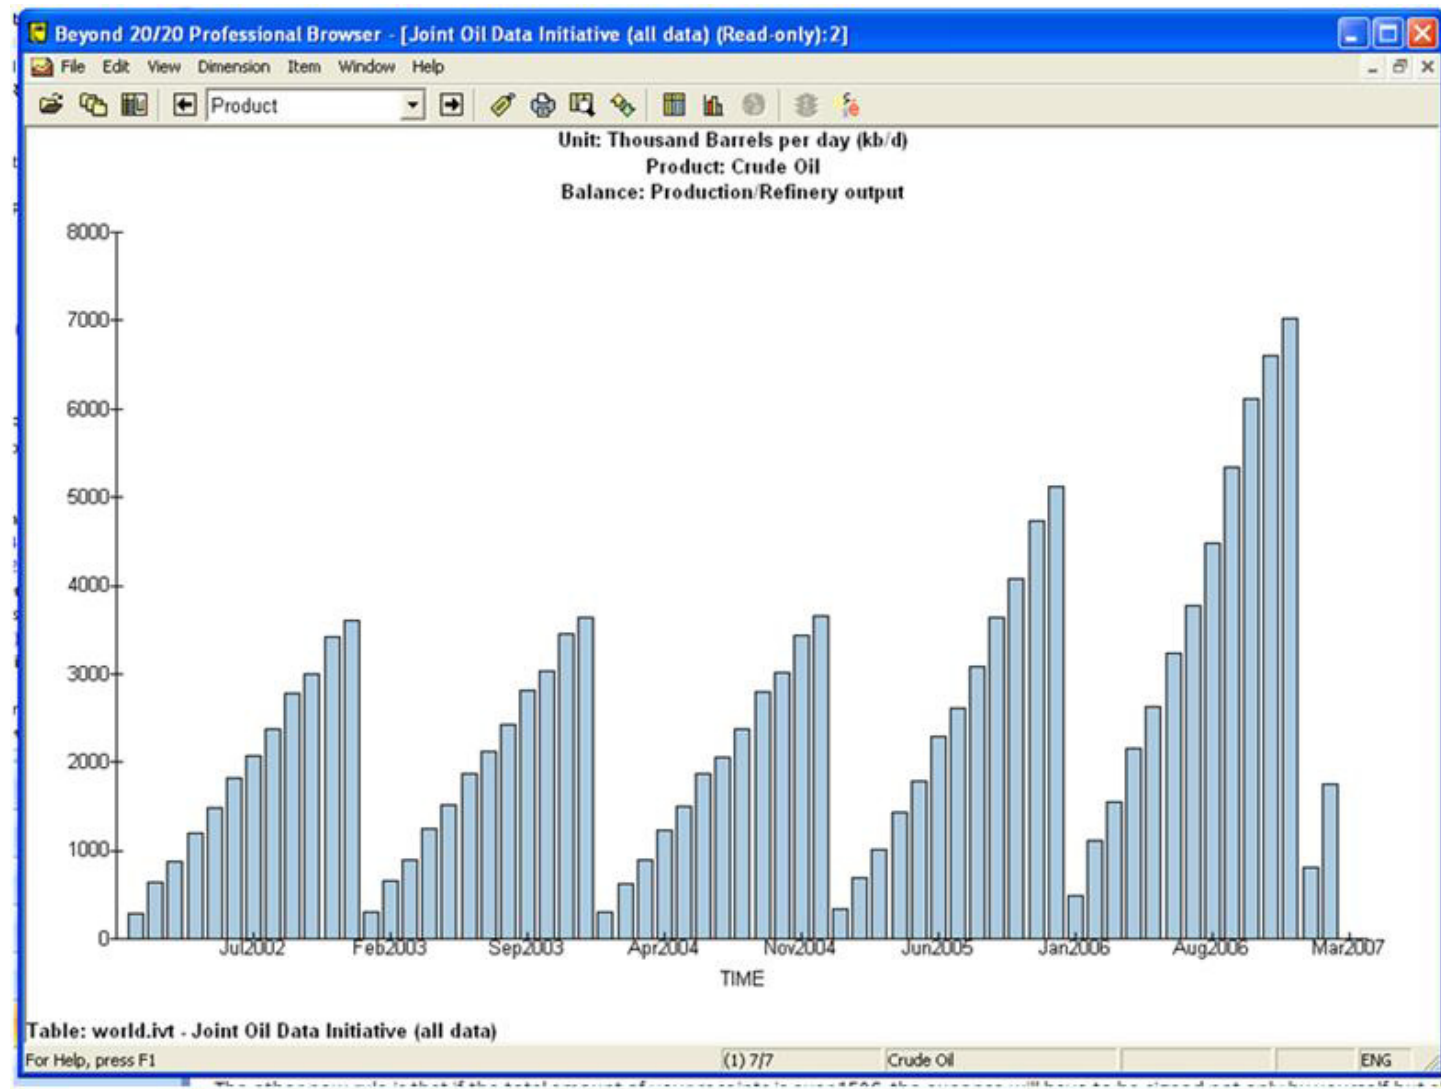 Beyond 20/20 Professional Browser - [Joint Oil Data Initiative (all data) (Read-only):2]
File Edit View Dimension Item Window Help
Product
Unit: Thousand Barrels per day (kb/d)
Product: Crude Oil
Balance: Production/Refinery output
8000
7000
6000
5000
4000
3000
2000
1000
0
Jul2002 Feb2003 Sep2003 Apr2004 Nov2004 Jun2005 Jan2006 Aug2006 Mar2007
TIME
Table: world.ivt - Joint Oil Data Initiative (all data)
For Help, press F1 (1) 7/7 Crude Oil ENG